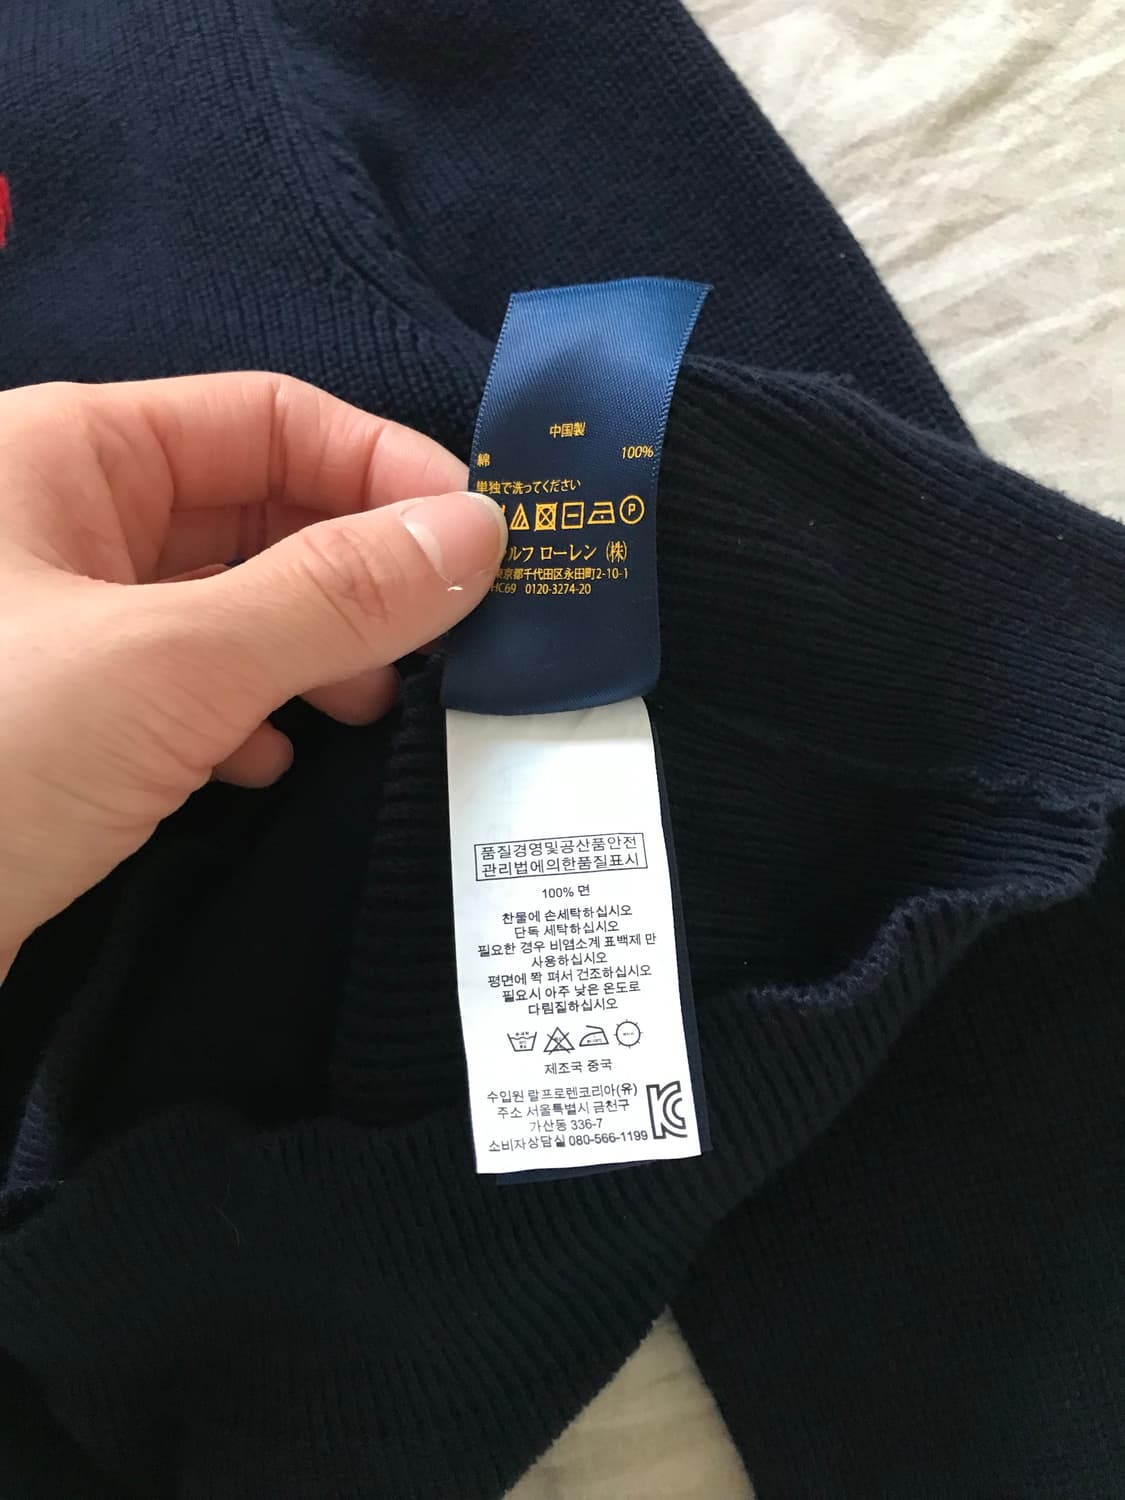 中国製
綿 100%
単独で洗ってください
P
ルフ ローレン (株)
京都千代田区永田町2-10-1
HC69 0120-3274-20
품질경영및공산품안전
관리법에의한품질표시
100% 면
찬물에 손세탁하십시오
단독 세탁하십시오
필요한 경우 비염소계 표백제 만
사용하십시오
평면에 쫙 펴서 건조하십시오
필요시 아주 낮은 온도로
다림질하십시오
제조국 중국
수입원 랄프로렌코리아(유)
주소 서울특별시 금천구
가산동 336-7
소비자상담실 080-566-1199